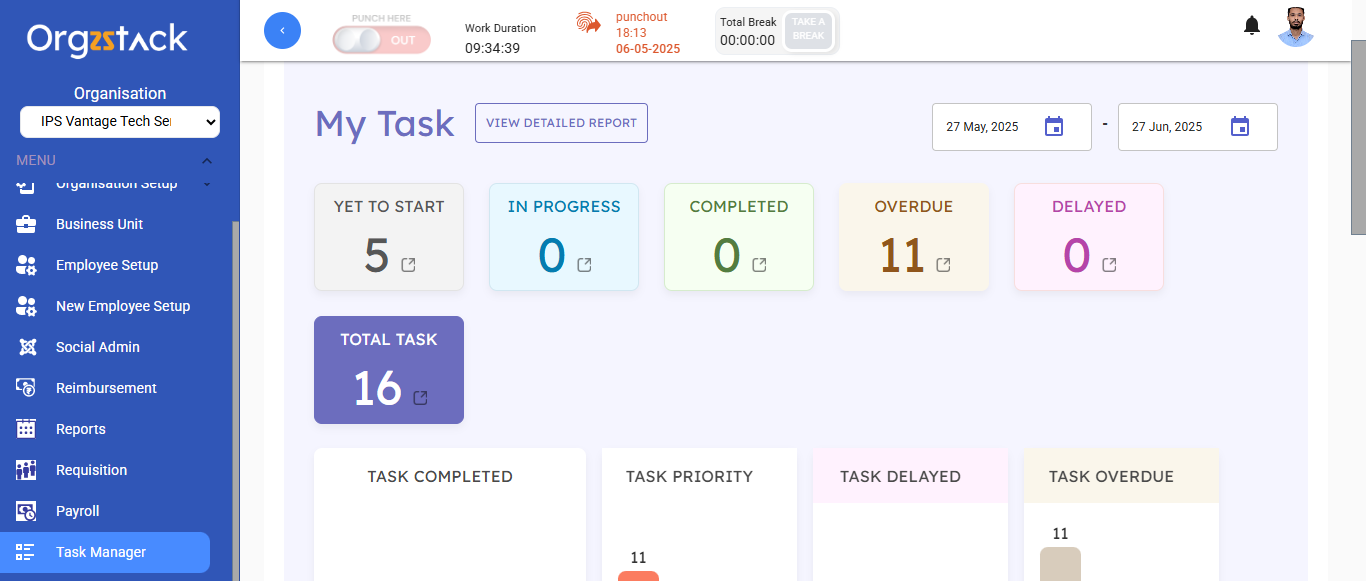 Orgzstack
Organisation
IPS Vantage Tech Ser
MENU
Organisation Setup
Business Unit
Employee Setup
New Employee Setup
Social Admin
Reimbursement
Reports
Requisition
Payroll
Task Manager
PUNCH HERE
OUT
Work Duration
09:34:39
punchout
18:13
06-05-2025
Total Break
00:00:00
TAKE A
BREAK
My Task
VIEW DETAILED REPORT
27 May, 2025
-
27 Jun, 2025
YET TO START
5
IN PROGRESS
0
COMPLETED
0
OVERDUE
11
DELAYED
0
TOTAL TASK
16
TASK COMPLETED
TASK PRIORITY
11
TASK DELAYED
TASK OVERDUE
11